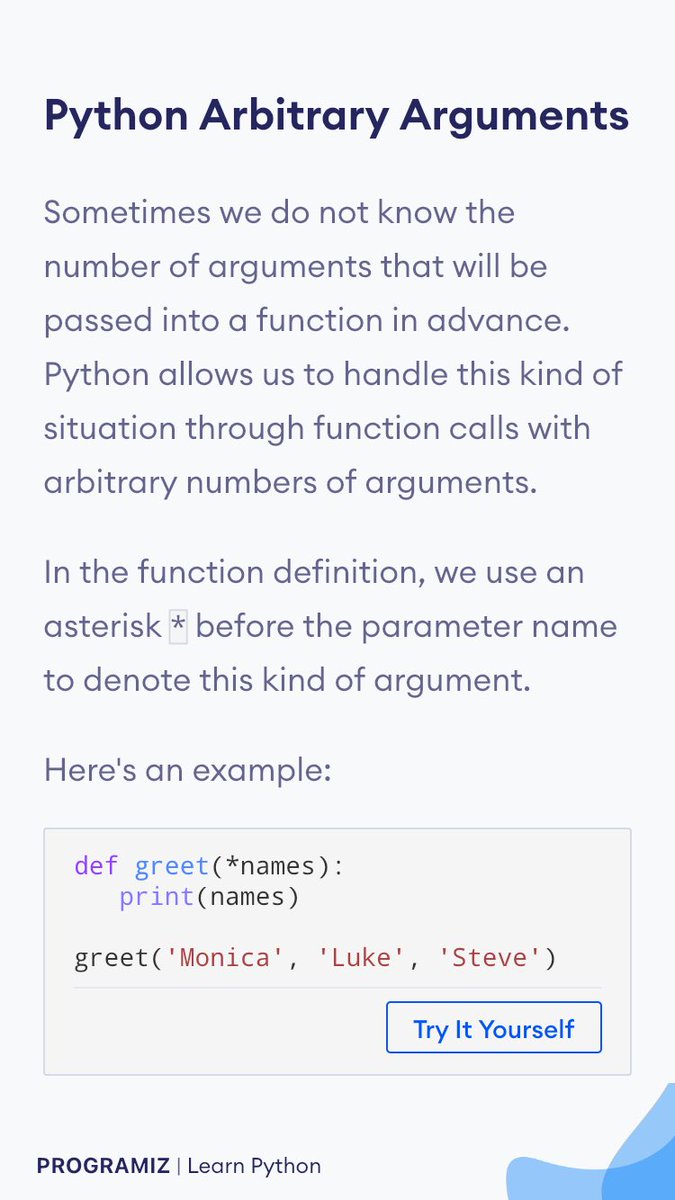 Python Arbitrary Arguments
Sometimes we do not know the
number of arguments that will be
passed into a function in advance.
Python allows us to handle this kind of
situation through function calls with
arbitrary numbers of arguments.
In the function definition, we use an
asterisk * before the parameter name
to denote this kind of argument.
Here's an example:
def greet(*names):
   print(names)
greet('Monica', 'Luke', 'Steve')
Try It Yourself
PROGRAMIZ | Learn Python